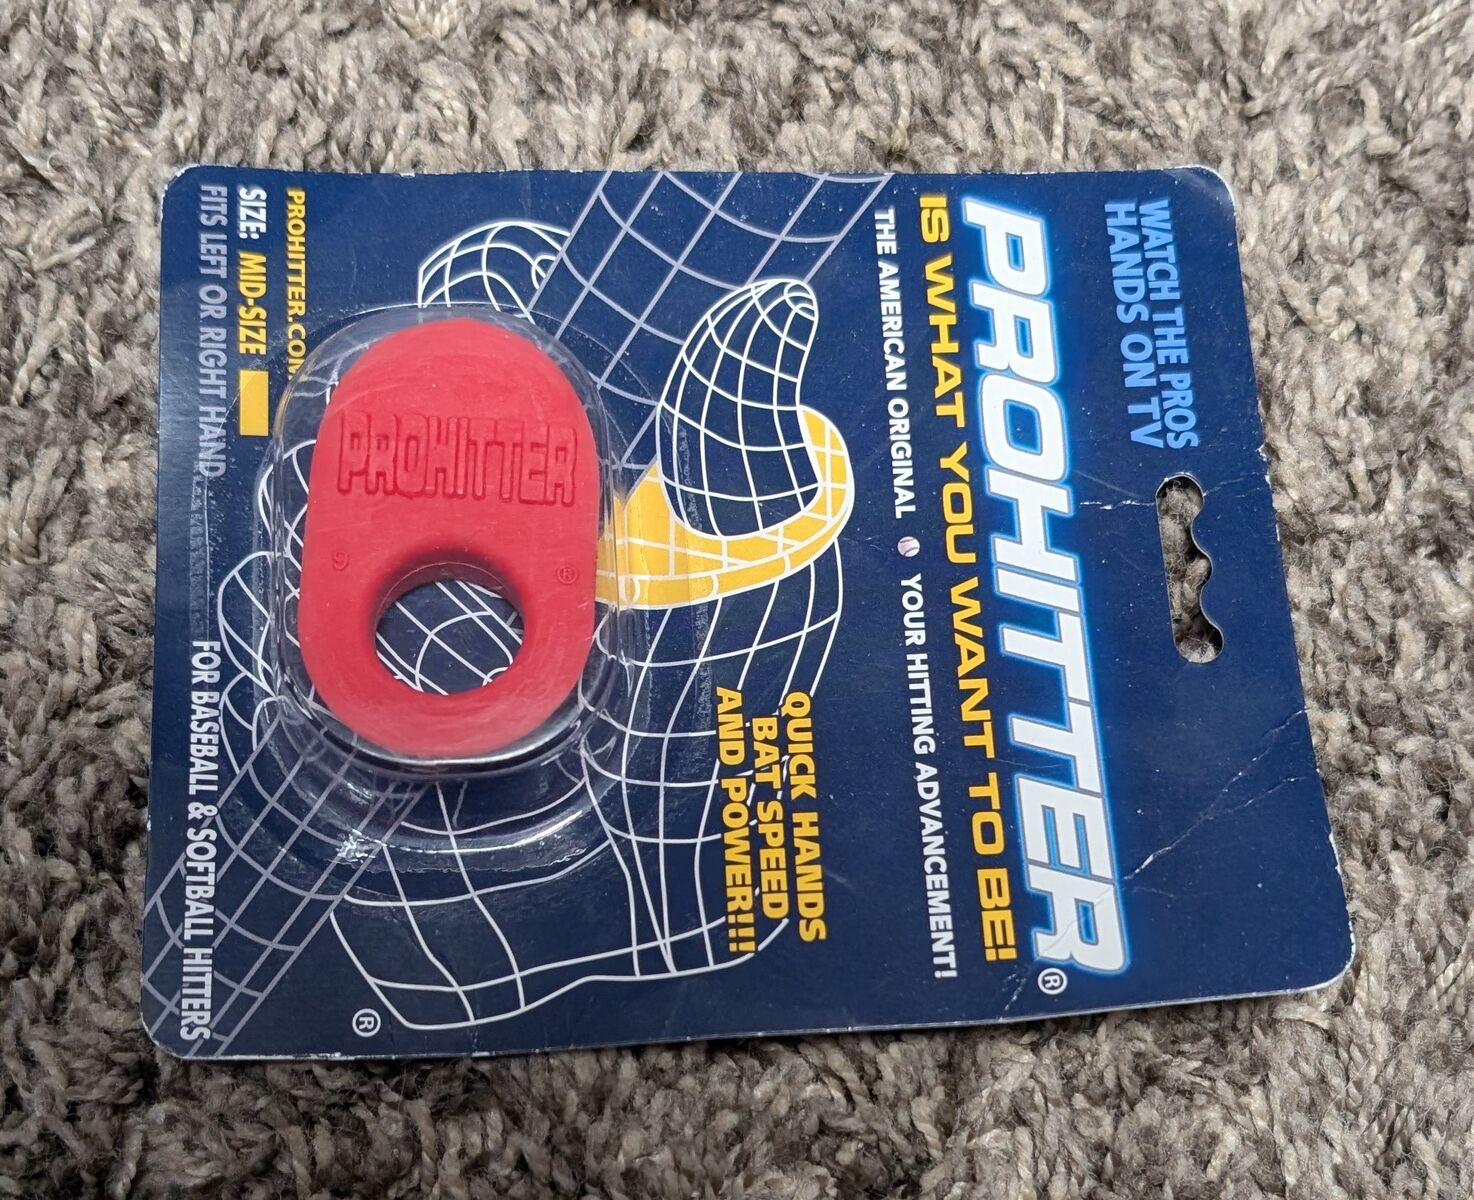 WATCH THE PROS
HANDS ON TV
PROHITTER®
IS WHAT YOU WANT TO BE!
THE AMERICAN ORIGINAL YOUR HITTING ADVANCEMENT!
QUICK HANDS
BAT SPEED
AND POWER!!!
PROHITTER
9 ®
®
PROHITTER.COM
SIZE: MID-SIZE
FITS LEFT OR RIGHT HAND
FOR BASEBALL & SOFTBALL HITTERS